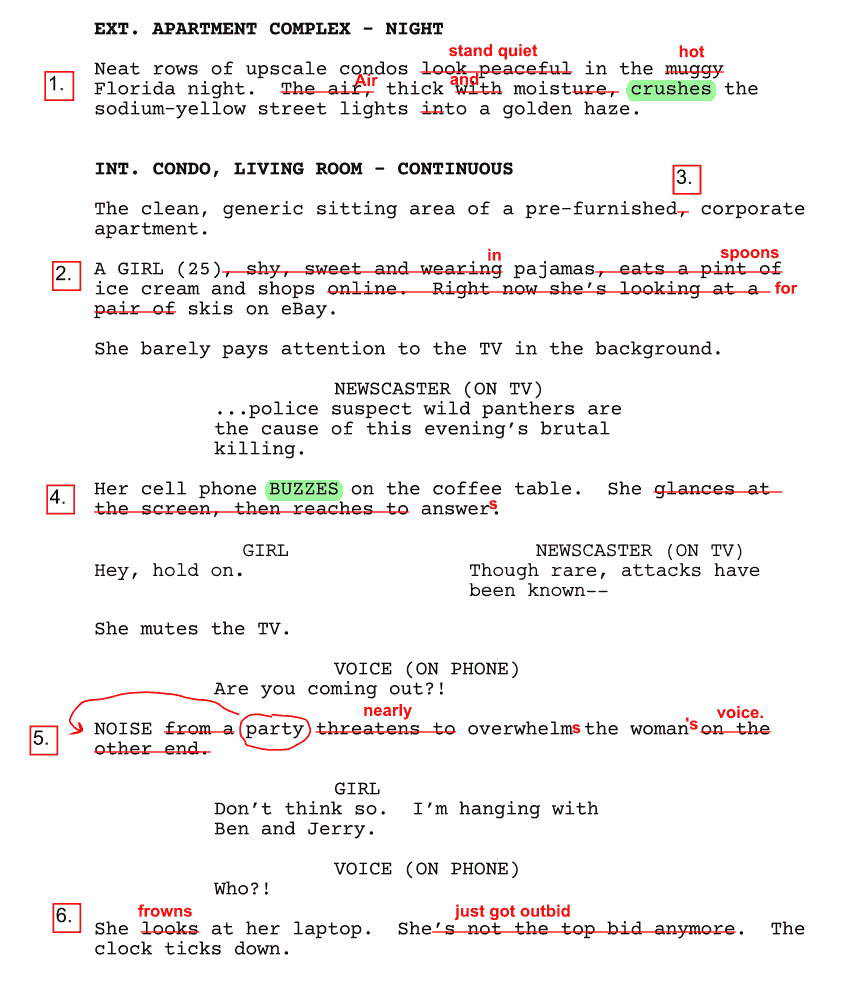 EXT. APARTMENT COMPLEX - NIGHT
stand quiet hot
1. Neat rows of upscale condos look peaceful in the muggy
Air and
Florida night. The air, thick with moisture, crushes the
sodium-yellow street lights into a golden haze.
INT. CONDO, LIVING ROOM - CONTINUOUS
3.
The clean, generic sitting area of a pre-furnished, corporate
apartment.
in spoons
2. A GIRL (25), shy, sweet and wearing pajamas, eats a pint of
ice cream and shops online. Right now she's looking at a for
pair of skis on eBay.
She barely pays attention to the TV in the background.
NEWSCASTER (ON TV)
...police suspect wild panthers are
the cause of this evening's brutal
killing.
4. Her cell phone BUZZES on the coffee table. She glances at
the screen, then reaches to answers.
GIRL NEWSCASTER (ON TV)
Hey, hold on. Though rare, attacks have
been known--
She mutes the TV.
VOICE (ON PHONE)
Are you coming out?!
nearly voice.
5. NOISE from a party threatens to overwhelms the woman's on the
other end.
GIRL
Don't think so. I'm hanging with
Ben and Jerry.
VOICE (ON PHONE)
Who?!
6. frowns just got outbid
She looks at her laptop. She's not the top bid anymore. The
clock ticks down.